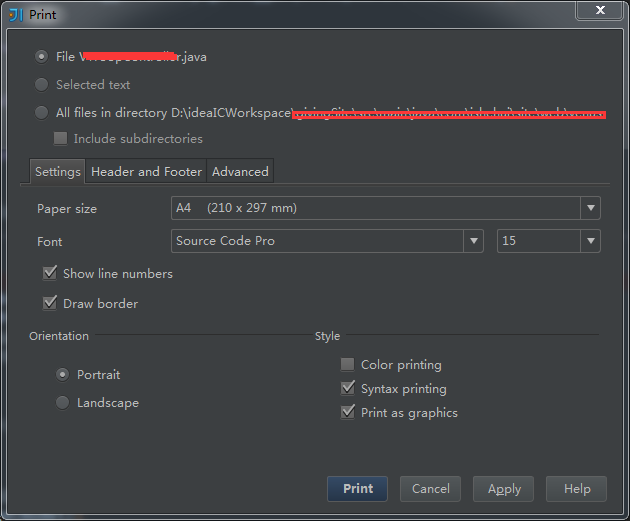 Print
File V .java
Selected text
All files in directory D:\ideaICWorkspace\
Include subdirectories
Settings Header and Footer Advanced
Paper size A4 (210 x 297 mm)
Font Source Code Pro 15
Show line numbers
Draw border
Orientation Style
Portrait Color printing
Landscape Syntax printing
Print as graphics
Print Cancel Apply Help